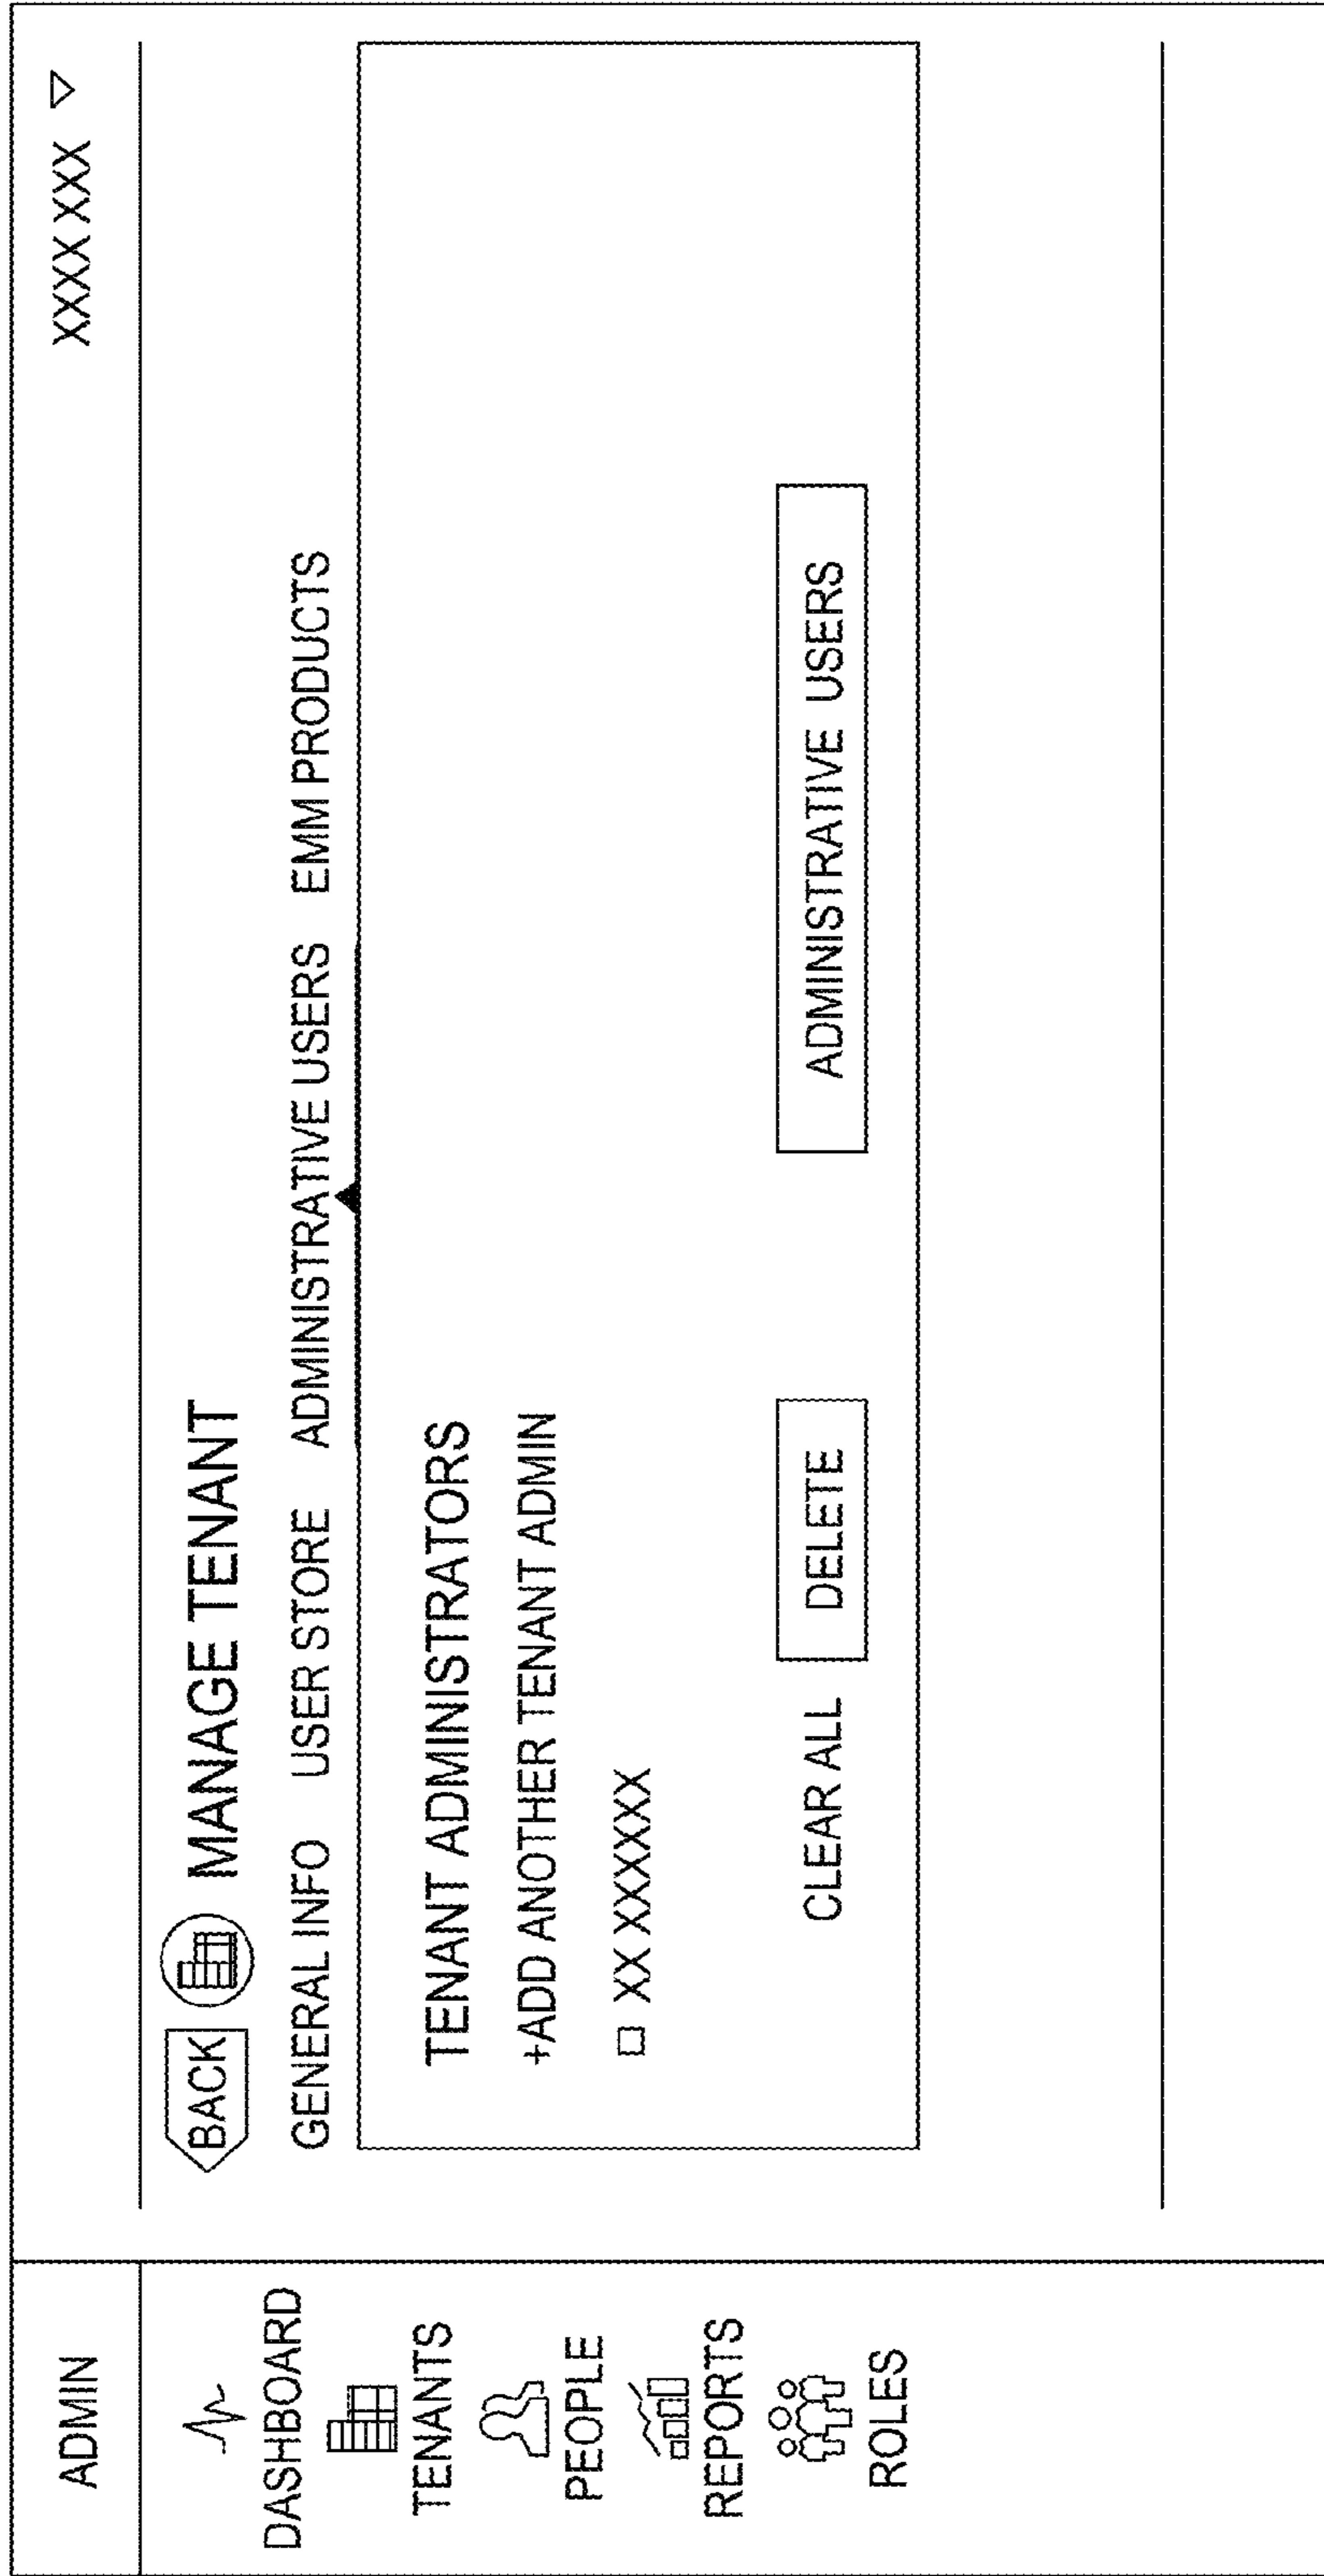 ADMIN
XXXX XXX
DASHBOARD
TENANTS
PEOPLE
REPORTS
ROLES
BACK MANAGE TENANT
GENERAL INFO USER STORE ADMINISTRATIVE USERS EMM PRODUCTS
TENANT ADMINISTRATORS
+ADD ANOTHER TENANT ADMIN
XX XXXXXX
CLEAR ALL DELETE ADMINISTRATIVE USERS